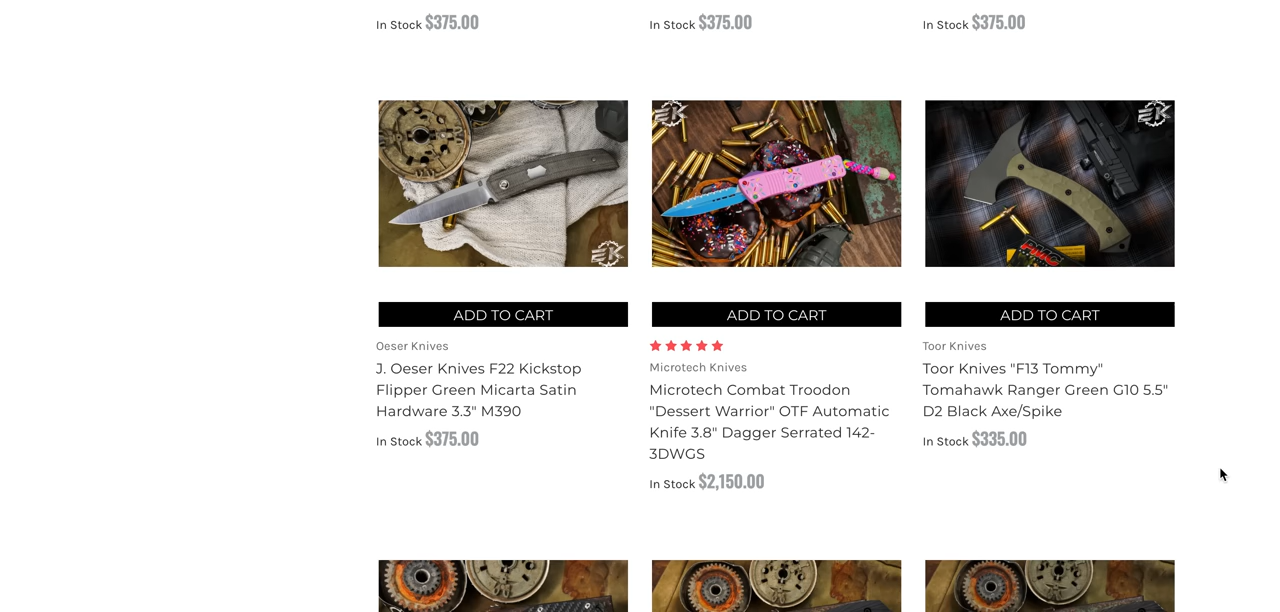 In Stock $375.00
In Stock $375.00
In Stock $375.00
EK
EK
EK
PMC
ADD TO CART
ADD TO CART
ADD TO CART
Oeser Knives
J. Oeser Knives F22 Kickstop
Flipper Green Micarta Satin
Hardware 3.3" M390
In Stock $375.00
Microtech Knives
Microtech Combat Troodon
"Dessert Warrior" OTF Automatic
Knife 3.8" Dagger Serrated 142-
3DWGS
In Stock $2,150.00
Toor Knives
Toor Knives "F13 Tommy"
Tomahawk Ranger Green G10 5.5"
D2 Black Axe/Spike
In Stock $335.00